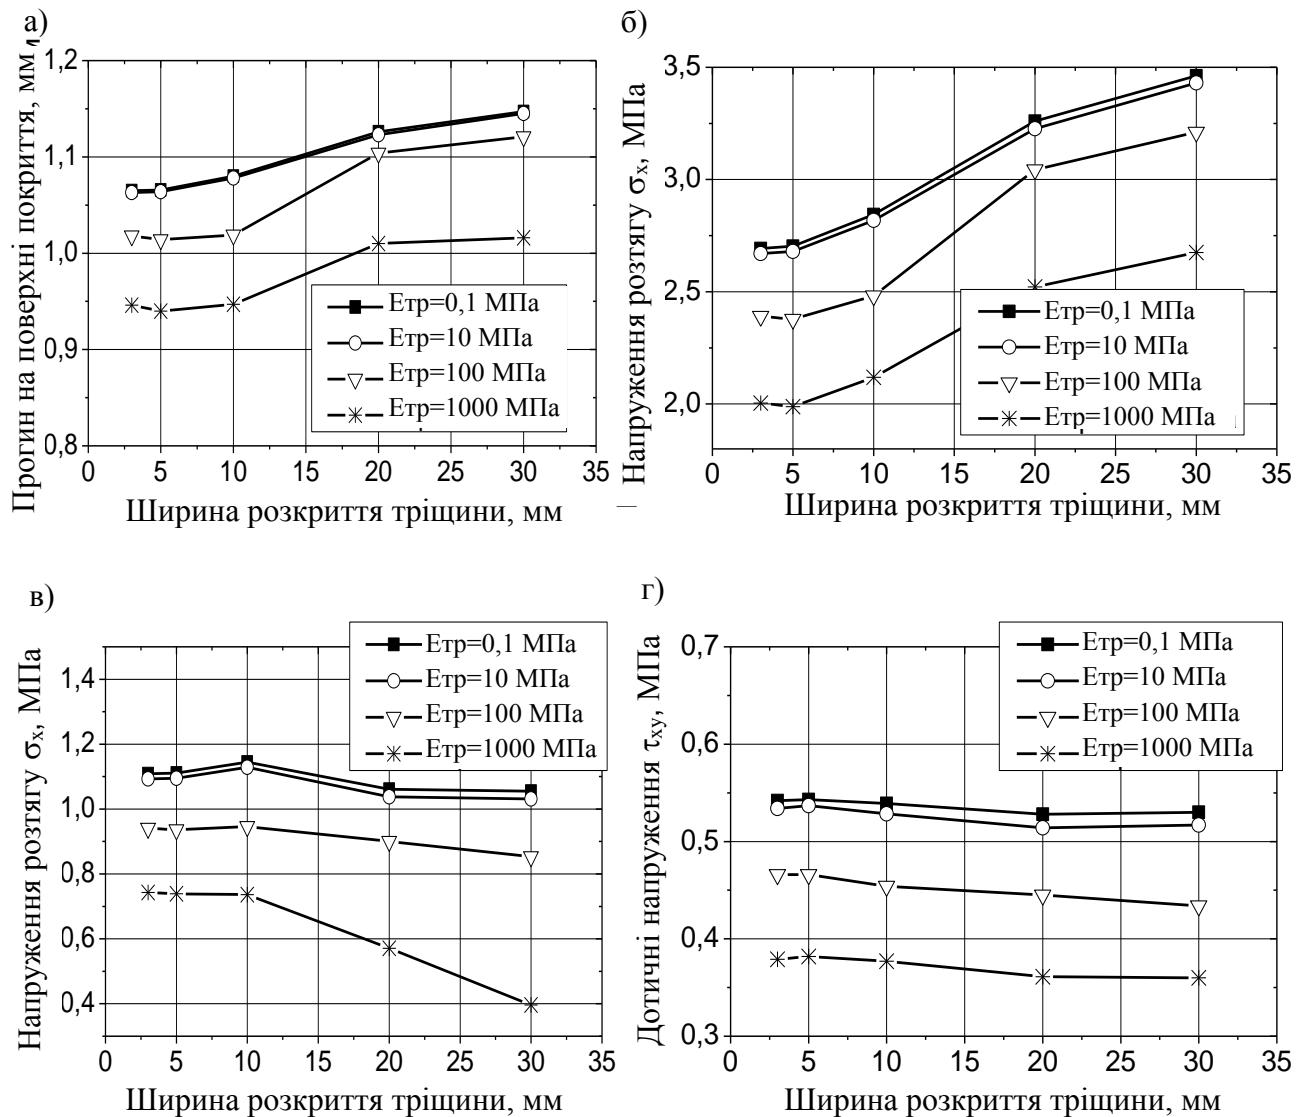 а)
Прогин на поверхні покриття, мм
1,2
1,1
1,0
0,9
0,8
Етр=0,1 МПа
Етр=10 МПа
Етр=100 МПа
Етр=1000 МПа
0 5 10 15 20 25 30 35
Ширина розкриття тріщини, мм
б)
Напруження розтягу σх, МПа
3,5
3,0
2,5
2,0
Етр=0,1 МПа
Етр=10 МПа
Етр=100 МПа
Етр=1000 МПа
0 5 10 15 20 25 30 35
Ширина розкриття тріщини, мм
в)
Напруження розтягу σх, МПа
1,4
1,2
1,0
0,8
0,6
0,4
Етр=0,1 МПа
Етр=10 МПа
Етр=100 МПа
Етр=1000 МПа
0 5 10 15 20 25 30 35
Ширина розкриття тріщини, мм
г)
Дотичні напруження τху, МПа
0,7
0,6
0,5
0,4
0,3
Етр=0,1 МПа
Етр=10 МПа
Етр=100 МПа
Етр=1000 МПа
0 5 10 15 20 25 30 35
Ширина розкриття тріщини, мм